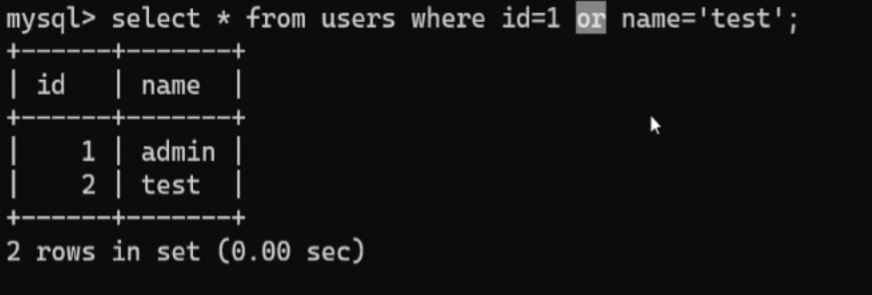 mysql> select * from users where id=1 or name='test';
+------+-------+
| id   | name  |
+------+-------+
|    1 | admin |
|    2 | test  |
+------+-------+
2 rows in set (0.00 sec)